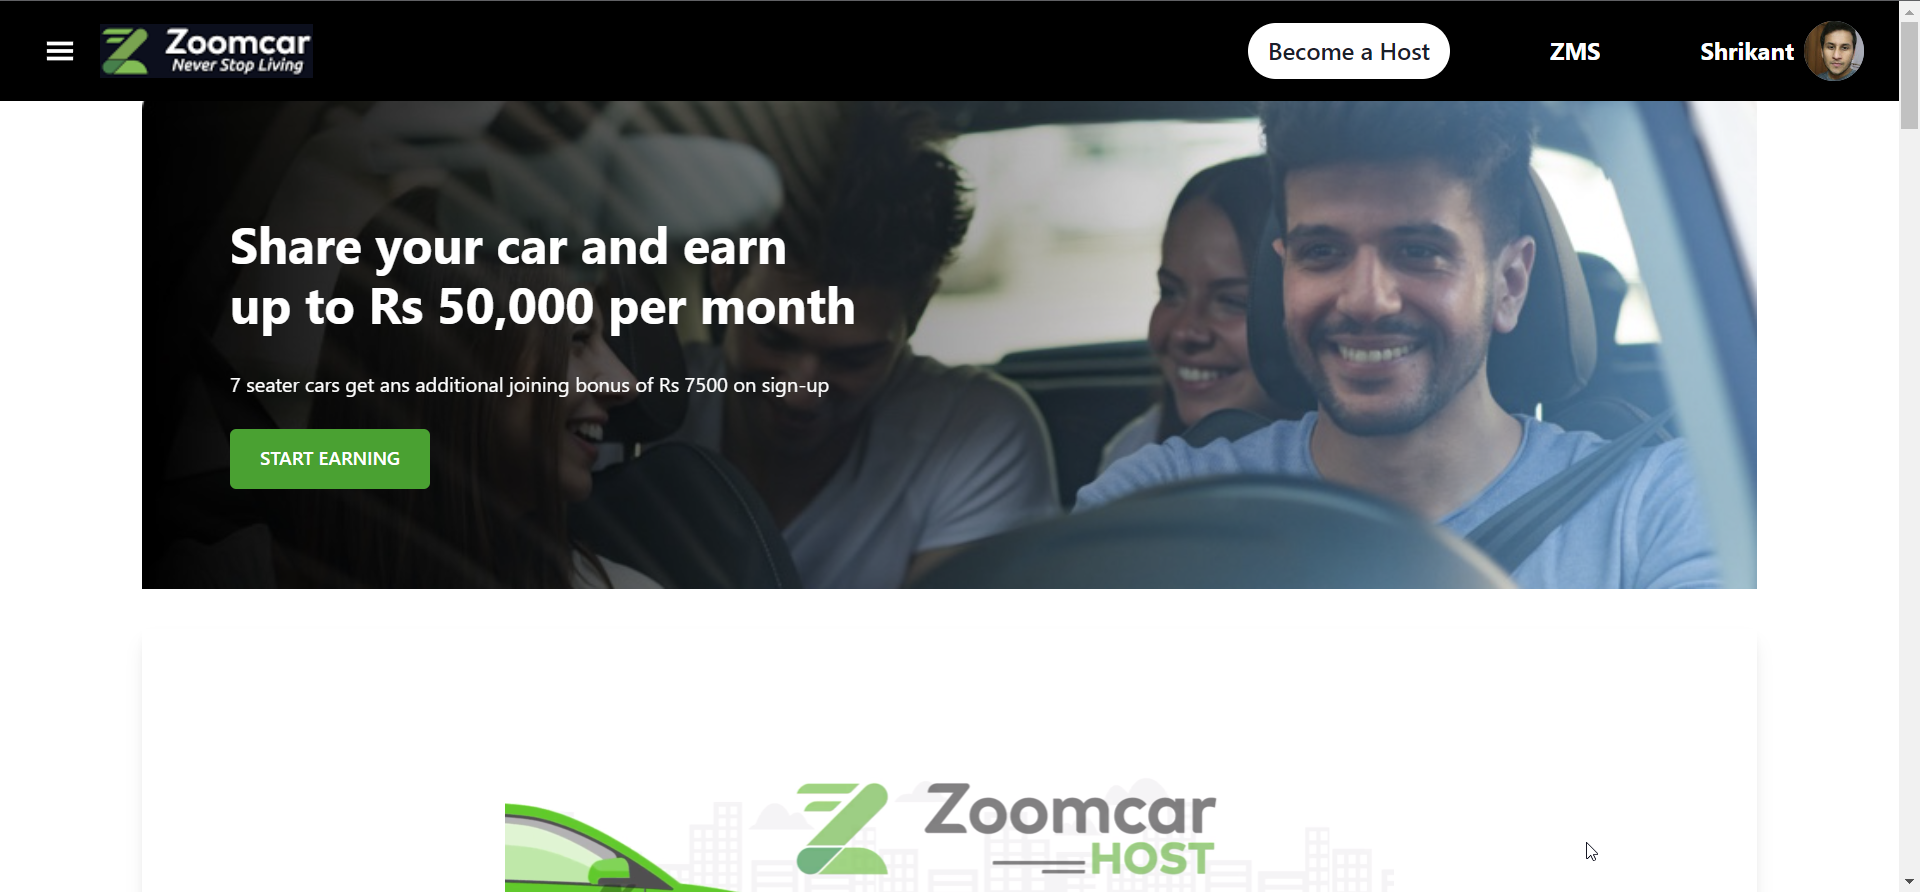 Zoomcar
Never Stop Living
Become a Host
ZMS
Shrikant
Share your car and earn
up to Rs 50,000 per month
7 seater cars get ans additional joining bonus of Rs 7500 on sign-up
START EARNING
Zoomcar
HOST